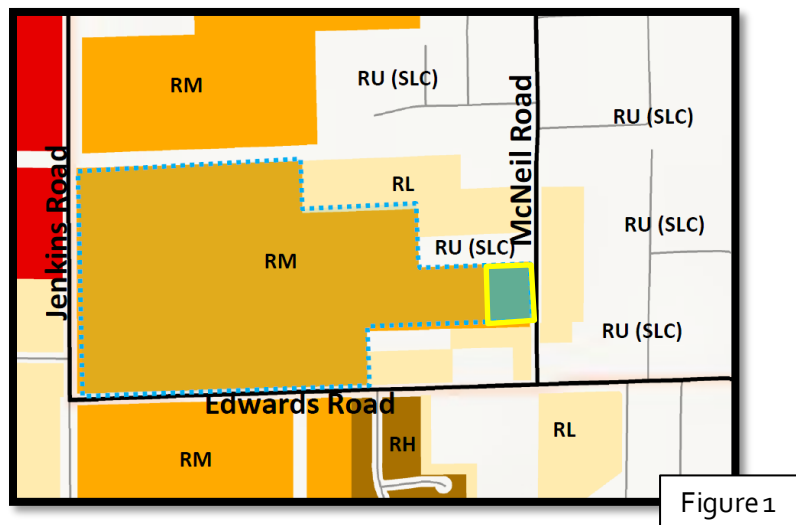 RM
RU (SLC)
McNeil Road
RU (SLC)
Jenkins Road
RL
RU (SLC)
RU (SLC)
RM
RU (SLC)
Edwards Road
RH
RL
RM
Figure 1